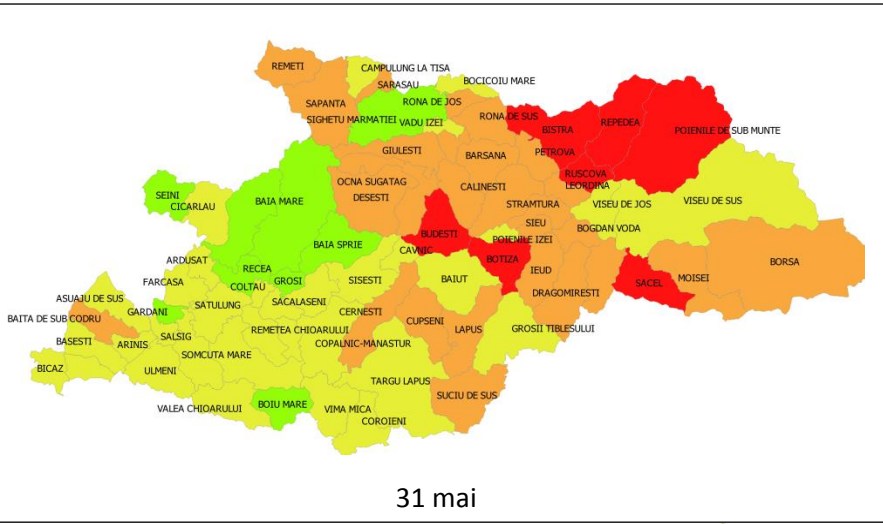 REMETI
CAMPULUNG LA TISA
SARASAU
BOCICOIU MARE
SAPANTA
RONA DE JOS
SIGHETU MARMATIEI
VADU IZEI
RONA DE SUS
BISTRA
REPEDEA
POIENILE DE SUB MUNTE
GIULESTI
BARSANA
PETROVA
RUSCOVA
LEORDINA
OCNA SUGATAG
DESESTI
CALINESTI
SEINI
CICARLAU
BAIA MARE
STRAMTURA
VISEU DE JOS
VISEU DE SUS
SIEU
BOGDAN VODA
BUDESTI
POIENILE IZEI
BAIA SPRIE
CAVNIC
BOTIZA
ARDUSAT
RECEA
IEUD
BORSA
FARCASA
COLTAU
GROSI
SISESTI
BAIUT
MOISEI
SACEL
DRAGOMIRESTI
ASUAJU DE SUS
GARDANI
SATULUNG
SACALASENI
CERNESTI
BAITA DE SUB CODRU
CUPSENI
LAPUS
GROSII TIBLESULUI
BASESTI
ARINIS
SALSIG
REMETEA CHIOARULUI
COPALNIC-MANASTUR
SOMCUTA MARE
BICAZ
ULMENI
TARGU LAPUS
SUCIU DE SUS
VALEA CHIOARULUI
BOIU MARE
VIMA MICA
COROIENI
31 mai